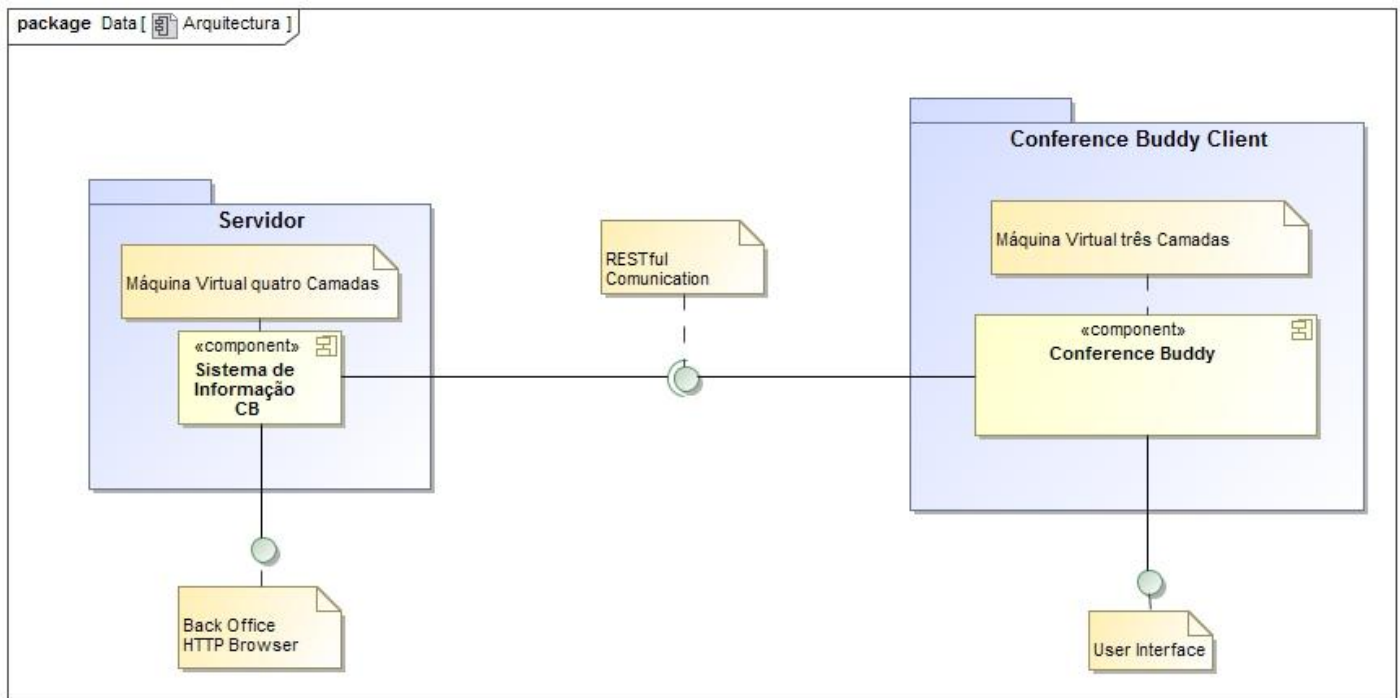 package Data [ Arquitectura ]
Conference Buddy Client
Máquina Virtual três Camadas
«component»
Conference Buddy
Servidor
Máquina Virtual quatro Camadas
«component»
Sistema de
Informação
CB
RESTful
Comunication
Back Office
HTTP Browser
User Interface